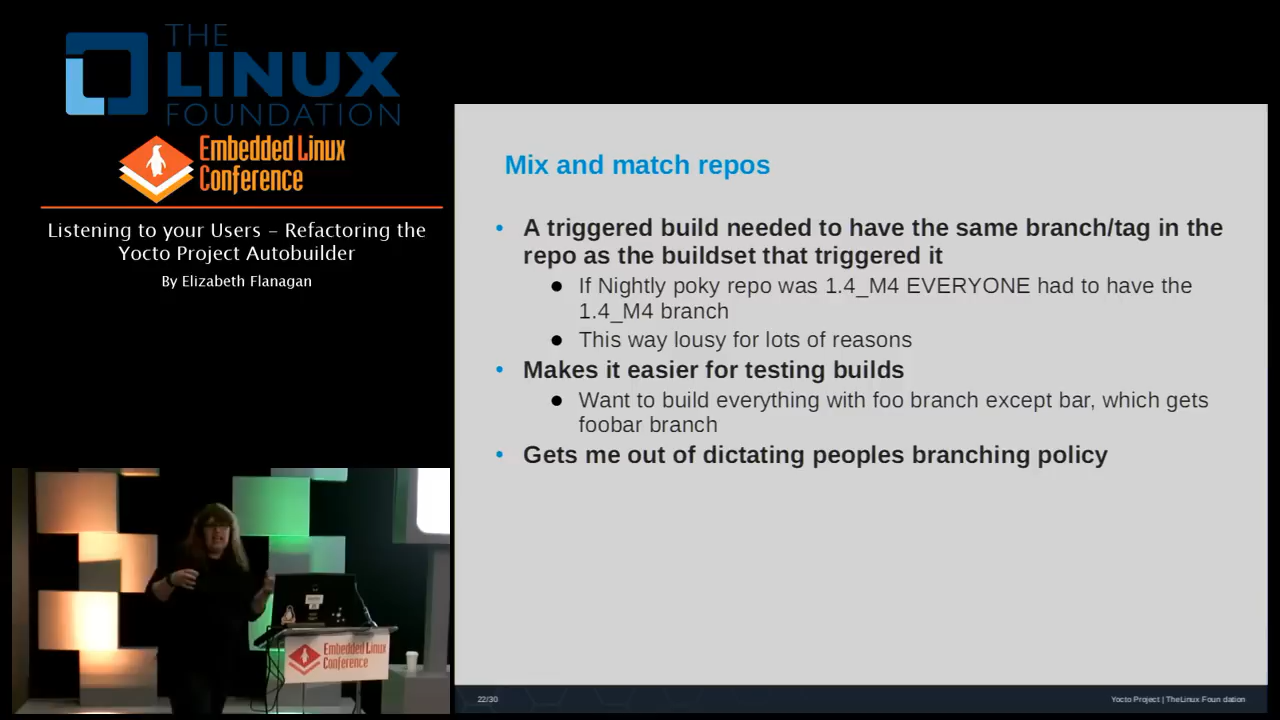 THE
LINUX
FOUNDATION
Embedded Linux
Conference
Listening to your Users – Refactoring the
Yocto Project Autobuilder
By Elizabeth Flanagan
Mix and match repos
• A triggered build needed to have the same branch/tag in the
repo as the buildset that triggered it
● If Nightly poky repo was 1.4_M4 EVERYONE had to have the
1.4_M4 branch
● This way lousy for lots of reasons
• Makes it easier for testing builds
● Want to build everything with foo branch except bar, which gets
foobar branch
• Gets me out of dictating peoples branching policy
Embedded Linux
Conference
22/30
Yocto Project | TheLinux Foun dation